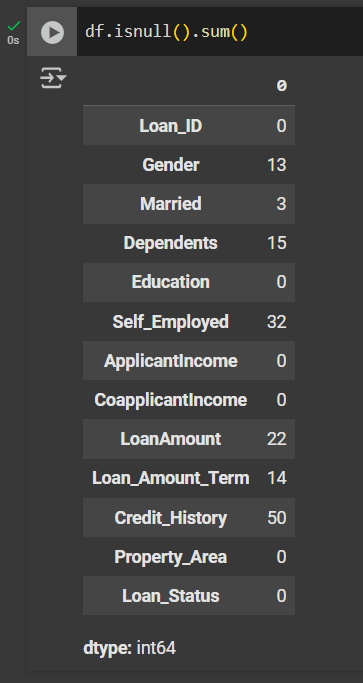 df.isnull().sum()
0s
0
Loan_ID 0
Gender 13
Married 3
Dependents 15
Education 0
Self_Employed 32
ApplicantIncome 0
CoapplicantIncome 0
LoanAmount 22
Loan_Amount_Term 14
Credit_History 50
Property_Area 0
Loan_Status 0
dtype: int64